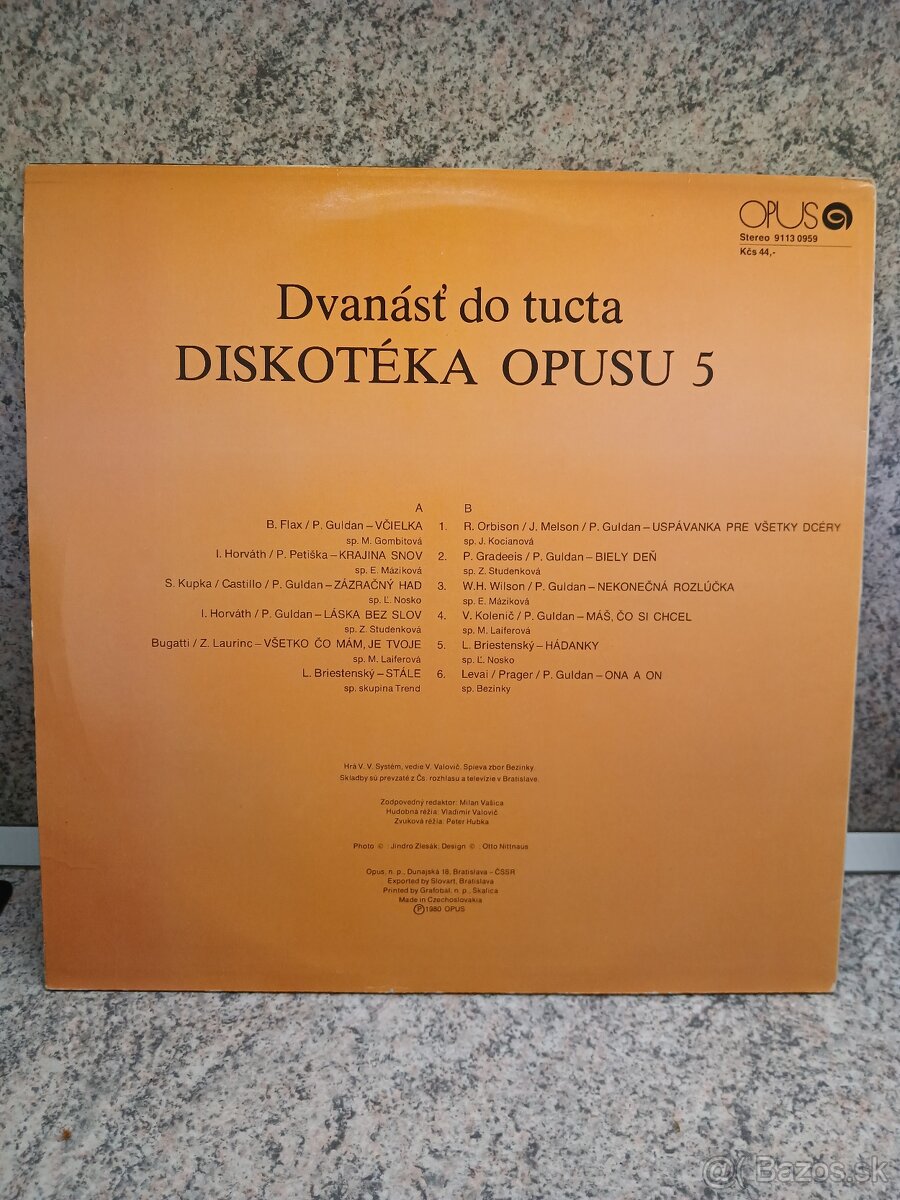 OPUS
Stereo 9113 0959
Kčs 44,-
Dvanásť do tucta
DISKOTÉKA OPUSU 5
A
B. Flax / P. Guldan – VČIELKA 1.
sp. M. Gombitová
I. Horváth / P. Petiška – KRAJINA SNOV 2.
sp. E. Máziková
S. Kupka / Castillo / P. Guldan – ZÁZRAČNÝ HAD 3.
sp. Ľ. Nosko
I. Horváth / P. Guldan – LÁSKA BEZ SLOV 4.
sp. Z. Studenková
Bugatti / Z. Laurinc – VŠETKO ČO MÁM, JE TVOJE 5.
sp. M. Laiferová
L. Briestenský – STÁLE 6.
sp. skupina Trend
B
R. Orbison / J. Melson / P. Guldan – USPÁVANKA PRE VŠETKY DCÉRY
sp. J. Kocianová
P. Gradeeis / P. Guldan – BIELY DEŇ
sp. Z. Studenková
W.H. Wilson / P. Guldan – NEKONEČNÁ ROZLÚČKA
sp. E. Máziková
V. Kolenič / P. Guldan – MÁŠ, ČO SI CHCEL
sp. M. Laiferová
L. Briestenský – HÁDANKY
sp. Ľ. Nosko
Levai / Prager / P. Guldan – ONA A ON
sp. Bezinky
Hrá V. V. Systém, vedie V. Valovič. Spieva zbor Bezinky.
Skladby sú prevzaté z Čs. rozhlasu a televízie v Bratislave.
Zodpovedný redaktor: Milan Vašica
Hudobná réžia: Vladimír Valovič
Zvuková réžia: Peter Hubka
Photo © : Jindro Zlesák; Design © : Otto Nittnaus
Opus, n. p., Dunajská 18, Bratislava – ČSSR
Exported by Slovart, Bratislava
Printed by Grafobal, n. p., Skalica
Made in Czechoslovakia
Ⓟ 1980 OPUS
@ Bazos.sk